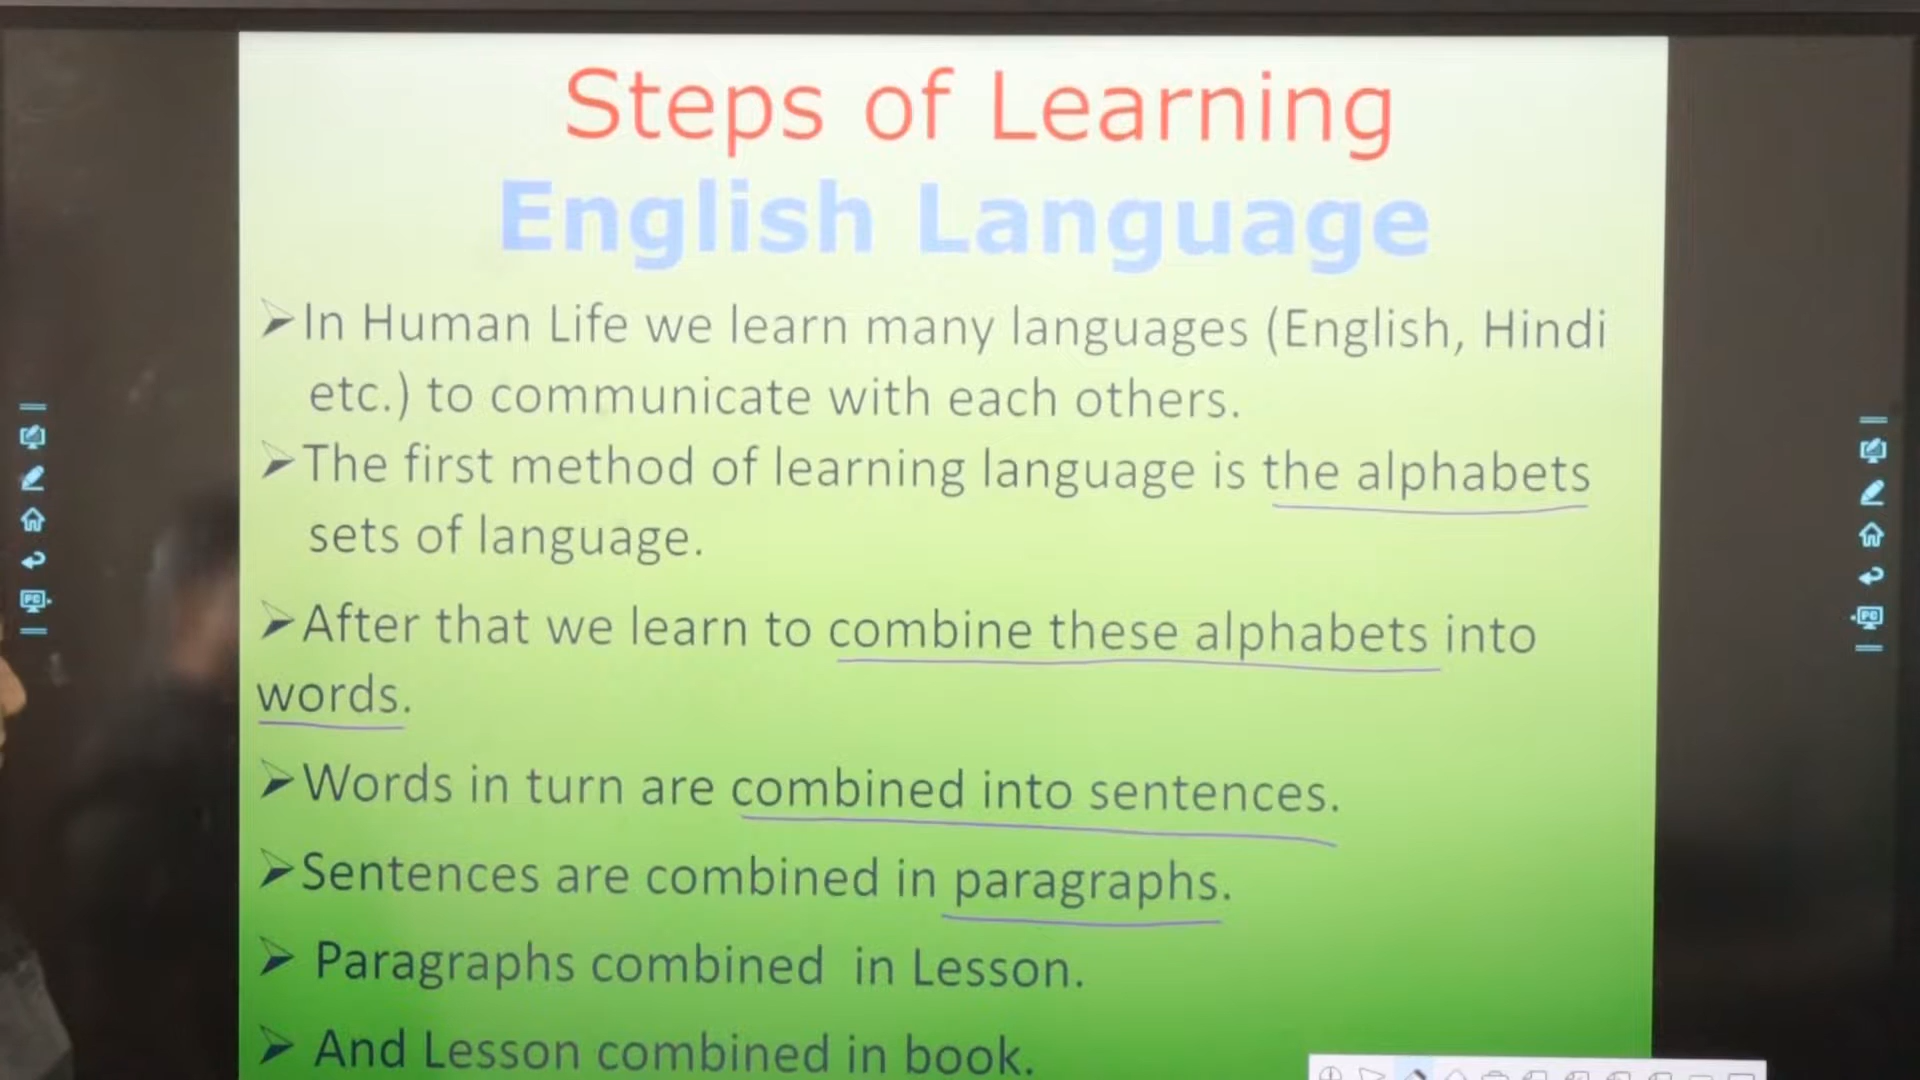 Steps of Learning
English Language
➢In Human Life we learn many languages (English, Hindi
etc.) to communicate with each others.
➢The first method of learning language is the alphabets
sets of language.
➢After that we learn to combine these alphabets into
words.
➢Words in turn are combined into sentences.
➢Sentences are combined in paragraphs.
➢ Paragraphs combined in Lesson.
➢ And Lesson combined in book.
PC
PC